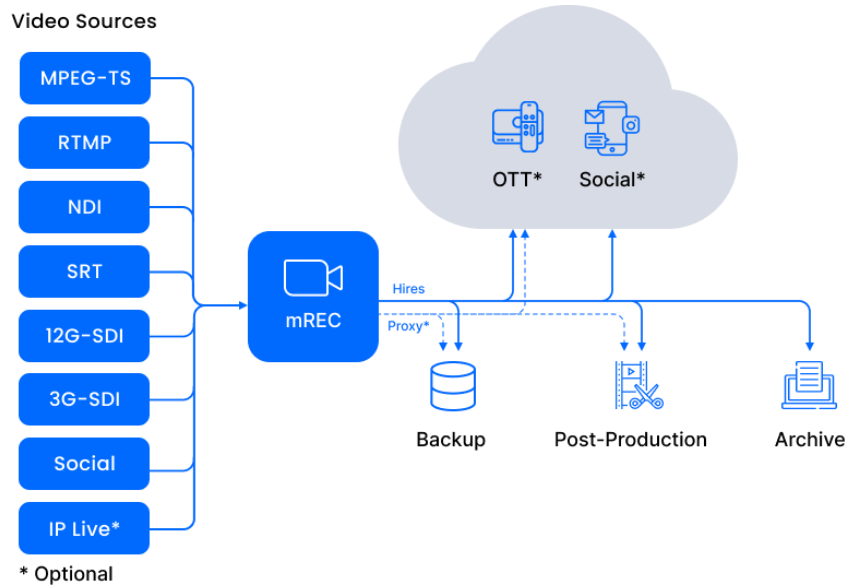 Video Sources
MPEG-TS
RTMP
NDI
SRT
12G-SDI
3G-SDI
Social
IP Live*
* Optional
mREC
OTT*
Social*
Hires
Proxy*
Backup
Post-Production
Archive